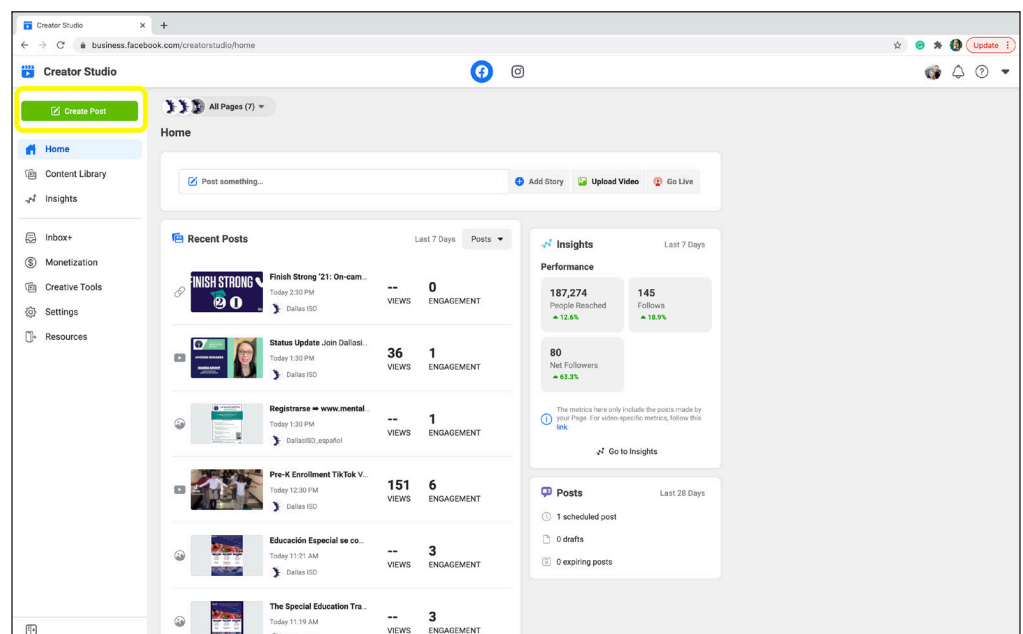 Creator Studio
business.facebook.com/creatorstudio/home
Update
Creator Studio
Create Post
All Pages (7)
Home
Home
Content Library
Insights
Inbox+
Monetization
Creative Tools
Settings
Resources
Post something...
Add Story
Upload Video
Go Live
Recent Posts
Last 7 Days
Posts
FINISH STRONG
2 0
Finish Strong '21: On-cam...
Today 2:30 PM
Dallas ISD
-- VIEWS
0 ENGAGEMENT
Status Update Join Dallasi...
Today 1:30 PM
Dallas ISD
36 VIEWS
1 ENGAGEMENT
Registrarse ➡ www.mental...
Today 1:30 PM
DallasISD_español
-- VIEWS
1 ENGAGEMENT
Pre-K Enrollment TikTok V...
Today 12:30 PM
Dallas ISD
151 VIEWS
6 ENGAGEMENT
Educación Especial se co...
Today 11:21 AM
Dallas ISD
-- VIEWS
3 ENGAGEMENT
The Special Education Tra...
Today 11:19 AM
-- VIEWS
3 ENGAGEMENT
Insights
Last 7 Days
Performance
187,274
People Reached
12.6%
145
Follows
18.9%
80
Net Followers
63.3%
The metrics here only include the posts made by
your Page. For video-specific metrics, follow this
link.
Go to Insights
Posts
Last 28 Days
1 scheduled post
0 drafts
0 expiring posts